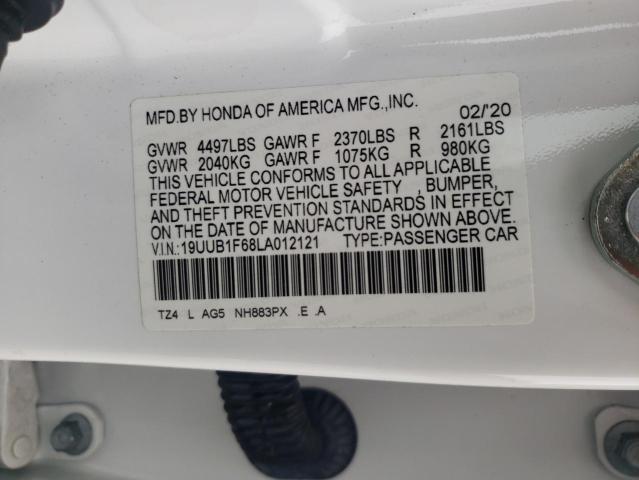 MFD.BY HONDA OF AMERICA MFG.,INC. 02/'20
GVWR 4497LBS GAWR F 2370LBS R 2161LBS
GVWR 2040KG GAWR F 1075KG R 980KG
THIS VEHICLE CONFORMS TO ALL APPLICABLE
FEDERAL MOTOR VEHICLE SAFETY , BUMPER,
AND THEFT PREVENTION STANDARDS IN EFFECT
ON THE DATE OF MANUFACTURE SHOWN ABOVE.
V.I.N.: 19UUB1F68LA012121 TYPE:PASSENGER CAR
TZ4 L AG5 NH883PX .E .A